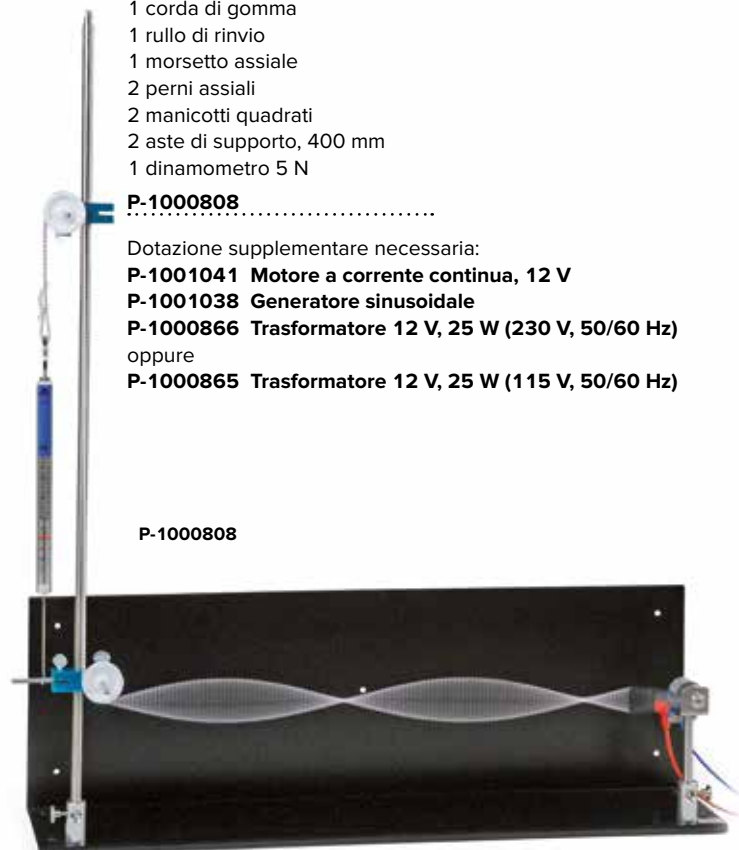 1 corda di gomma
1 rullo di rinvio
1 morsetto assiale
2 perni assiali
2 manicotti quadrati
2 aste di supporto, 400 mm
1 dinamometro 5 N
P-1000808
Dotazione supplementare necessaria:
P-1001041 Motore a corrente continua, 12 V
P-1001038 Generatore sinusoidale
P-1000866 Trasformatore 12 V, 25 W (230 V, 50/60 Hz)
oppure
P-1000865 Trasformatore 12 V, 25 W (115 V, 50/60 Hz)
P-1000808